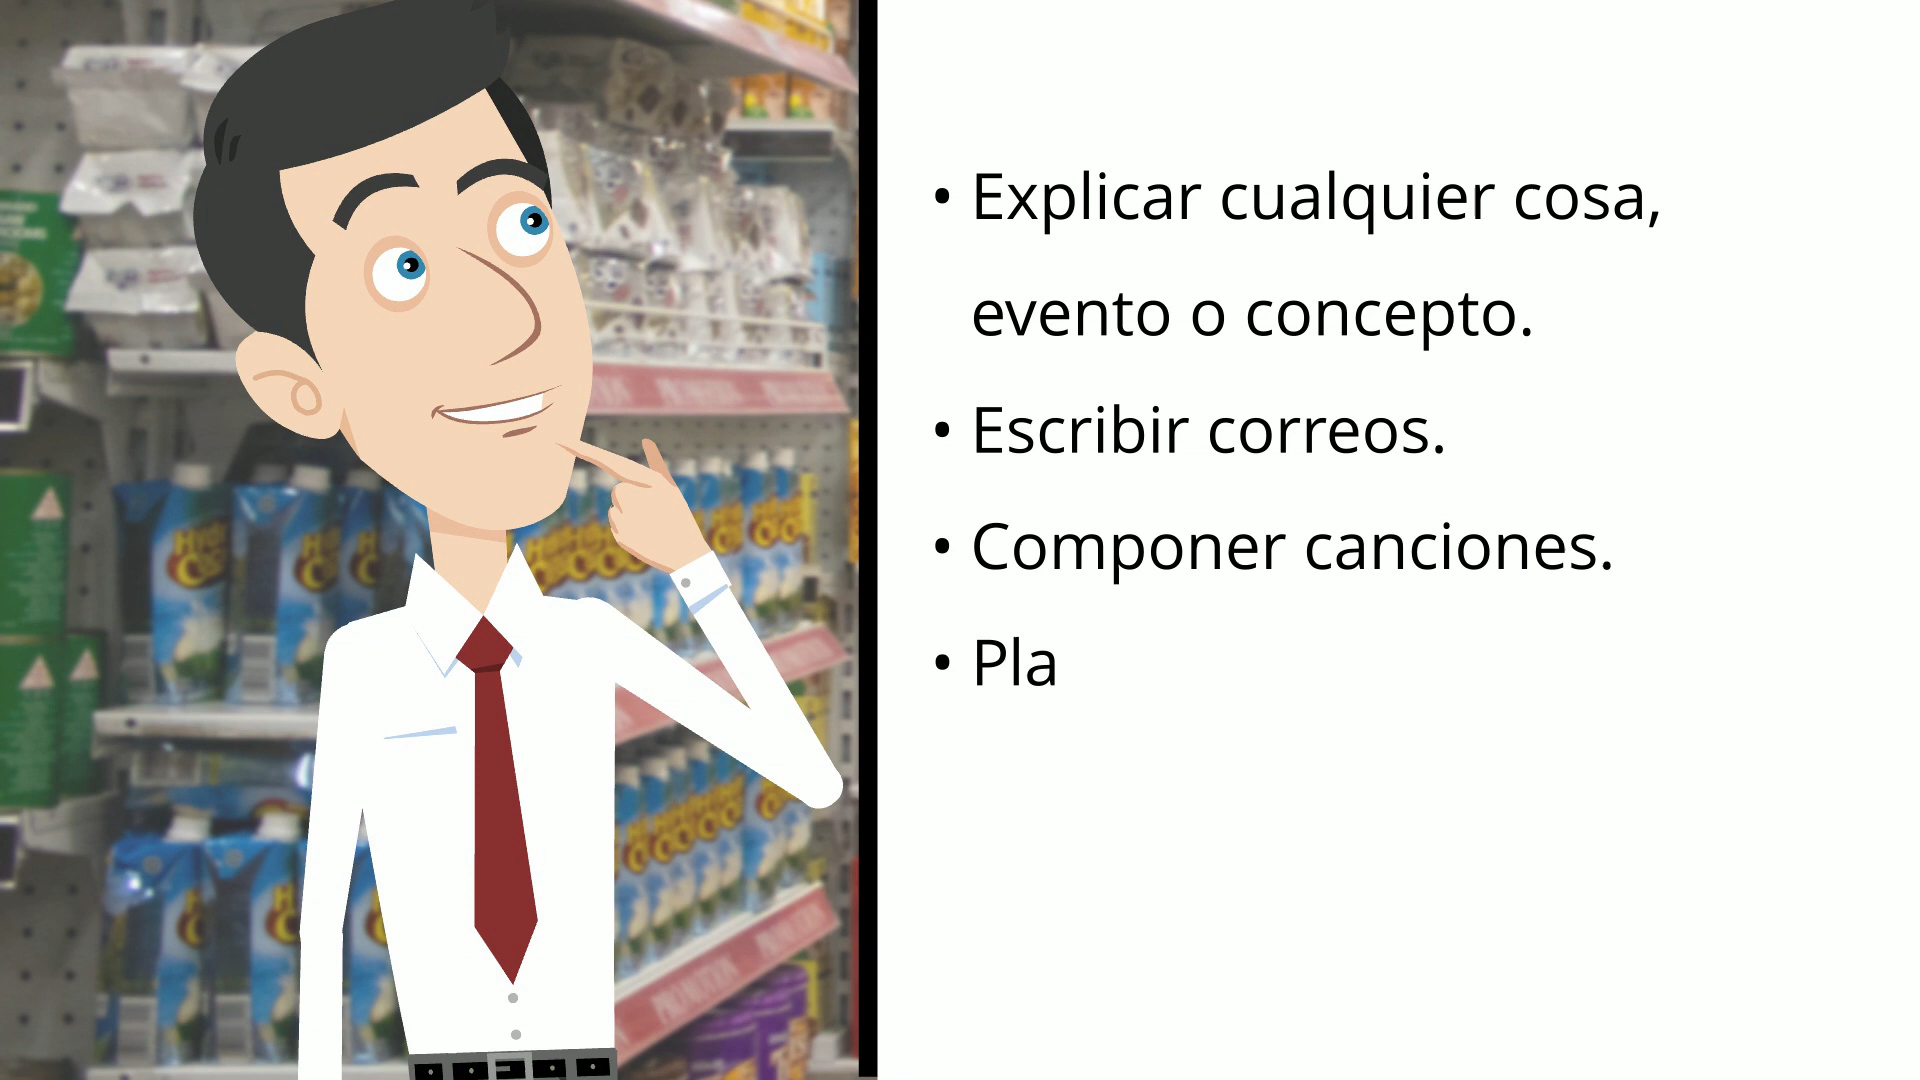 • Explicar cualquier cosa,
evento o concepto.
• Escribir correos.
• Componer canciones.
• Pla